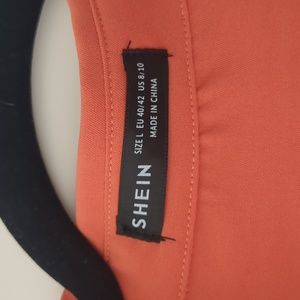 SHEIN
SIZE L EU 40/42 US 8/10
MADE IN CHINA